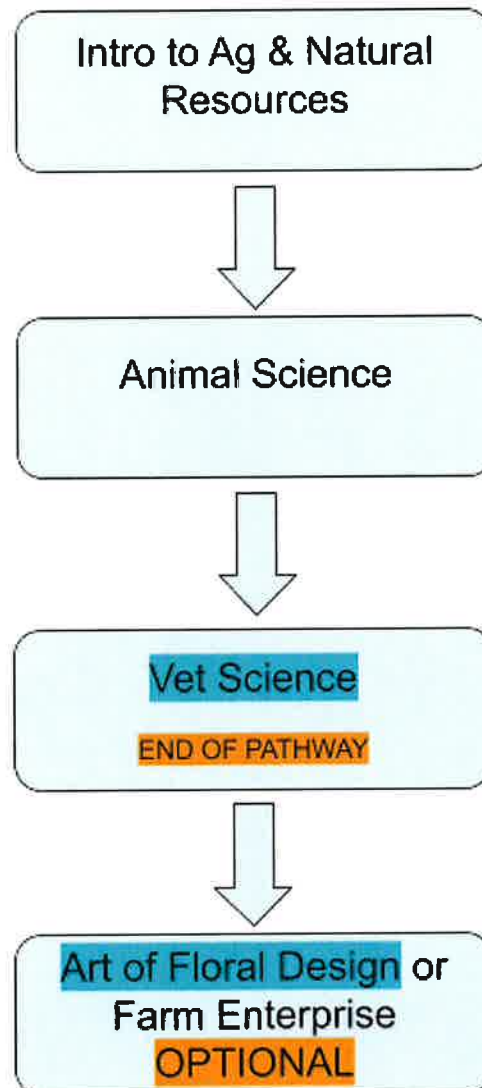 Intro to Ag & Natural
Resources
Animal Science
Vet Science
END OF PATHWAY
Art of Floral Design or
Farm Enterprise
OPTIONAL